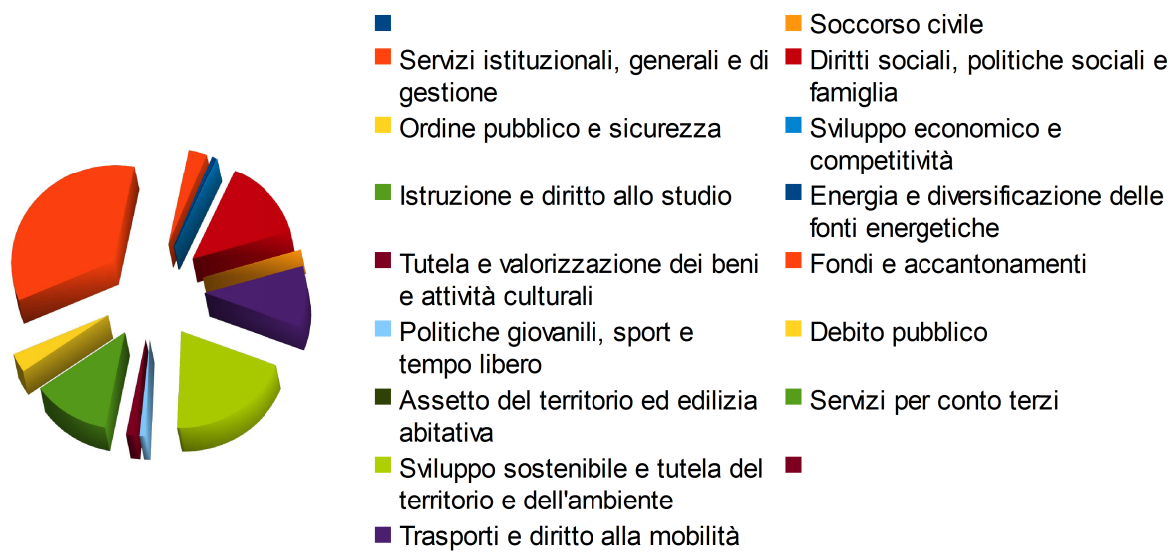 Servizi istituzionali, generali e di
gestione
Ordine pubblico e sicurezza
Istruzione e diritto allo studio
Tutela e valorizzazione dei beni
e attività culturali
Politiche giovanili, sport e
tempo libero
Assetto del territorio ed edilizia
abitativa
Sviluppo sostenibile e tutela del
territorio e dell'ambiente
Trasporti e diritto alla mobilità
Soccorso civile
Diritti sociali, politiche sociali e
famiglia
Sviluppo economico e
competitività
Energia e diversificazione delle
fonti energetiche
Fondi e accantonamenti
Debito pubblico
Servizi per conto terzi